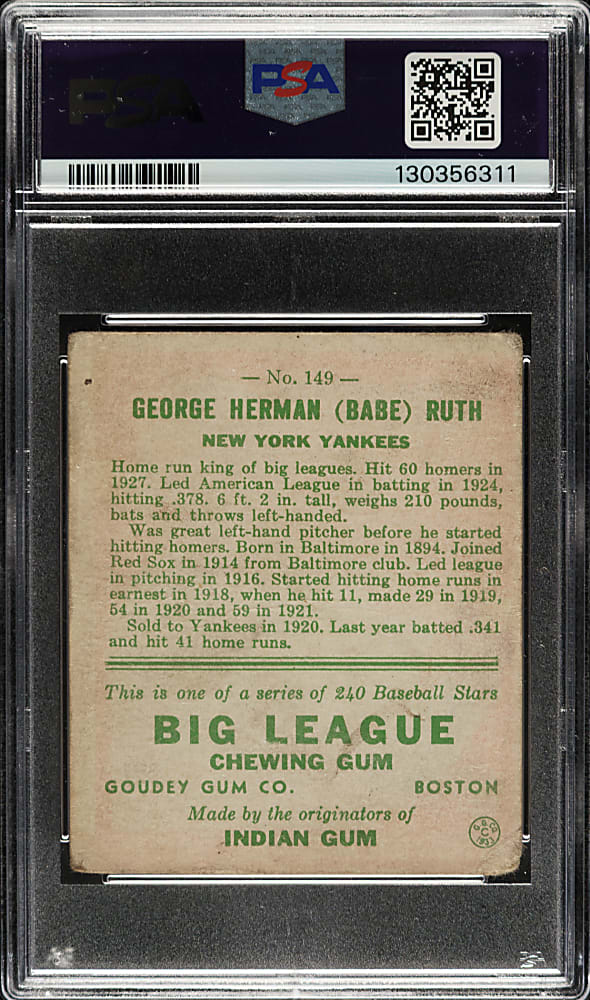 PSA
PSA
130356311
— No. 149 —
GEORGE HERMAN (BABE) RUTH
NEW YORK YANKEES
Home run king of big leagues. Hit 60 homers in
1927. Led American League in batting in 1924,
hitting .378. 6 ft. 2 in. tall, weighs 210 pounds,
bats and throws left-handed.
Was great left-hand pitcher before he started
hitting homers. Born in Baltimore in 1894. Joined
Red Sox in 1914 from Baltimore club. Led league
in pitching in 1916. Started hitting home runs in
earnest in 1918, when he hit 11, made 29 in 1919,
54 in 1920 and 59 in 1921.
Sold to Yankees in 1920. Last year batted .341
and hit 41 home runs.
This is one of a series of 240 Baseball Stars
BIG LEAGUE
CHEWING GUM
GOUDEY GUM CO. BOSTON
Made by the originators of
INDIAN GUM
G. G. CO.
C
1933